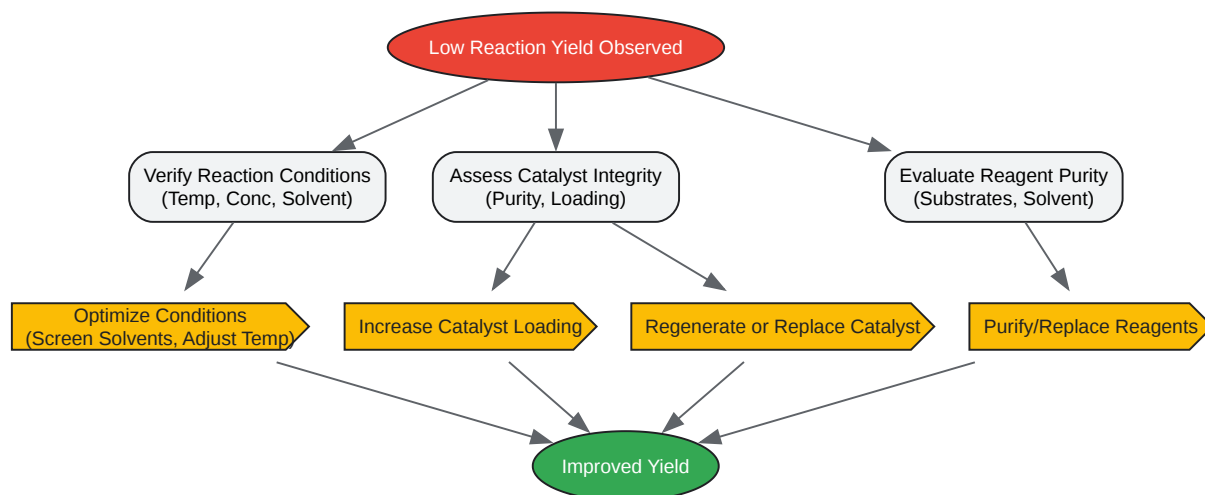 Low Reaction Yield Observed
Verify Reaction Conditions
(Temp, Conc, Solvent)
Assess Catalyst Integrity
(Purity, Loading)
Evaluate Reagent Purity
(Substrates, Solvent)
Optimize Conditions
(Screen Solvents, Adjust Temp)
Increase Catalyst Loading
Regenerate or Replace Catalyst
Purify/Replace Reagents
Improved Yield